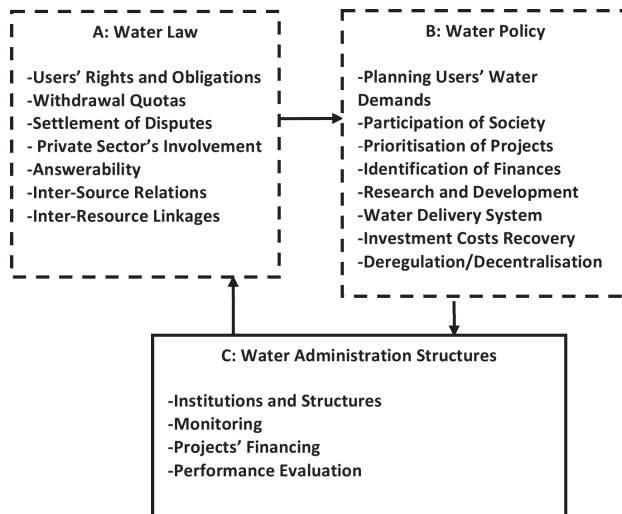 A: Water Law
-Users’ Rights and Obligations
-Withdrawal Quotas
-Settlement of Disputes
- Private Sector’s Involvement
-Answerability
-Inter-Source Relations
-Inter-Resource Linkages
B: Water Policy
-Planning Users’ Water
Demands
-Participation of Society
-Prioritisation of Projects
-Identification of Finances
-Research and Development
-Water Delivery System
-Investment Costs Recovery
-Deregulation/Decentralisation
C: Water Administration Structures
-Institutions and Structures
-Monitoring
-Projects’ Financing
-Performance Evaluation